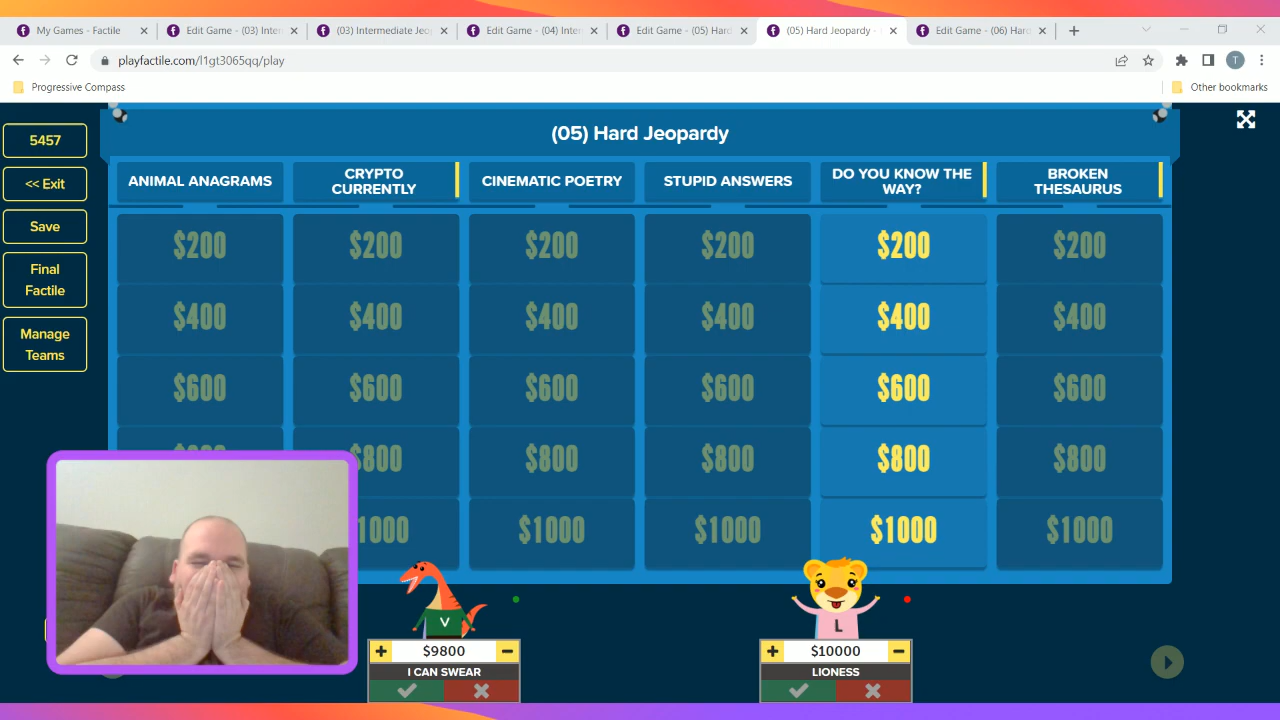 My Games - Factile
Edit Game - (03) Inter
(03) Intermediate Jeo
Edit Game - (04) Inte
Edit Game - (05) Hard
(05) Hard Jeopardy -
Edit Game - (06) Hard
playfactile.com/l1gt3065qq/play
T
Progressive Compass
Other bookmarks
5457
<< Exit
Save
Final
Factile
Manage
Teams
(05) Hard Jeopardy
ANIMAL ANAGRAMS
CRYPTO
CURRENTLY
CINEMATIC POETRY
STUPID ANSWERS
DO YOU KNOW THE
WAY?
BROKEN
THESAURUS
$200 $200 $200 $200 $200 $200
$400 $400 $400 $400 $400 $400
$600 $600 $600 $600 $600 $600
$800 $800 $800 $800 $800
1000 $1000 $1000 $1000 $1000
V
L
+ $9800 −
I CAN SWEAR
+ $10000 −
LIONESS